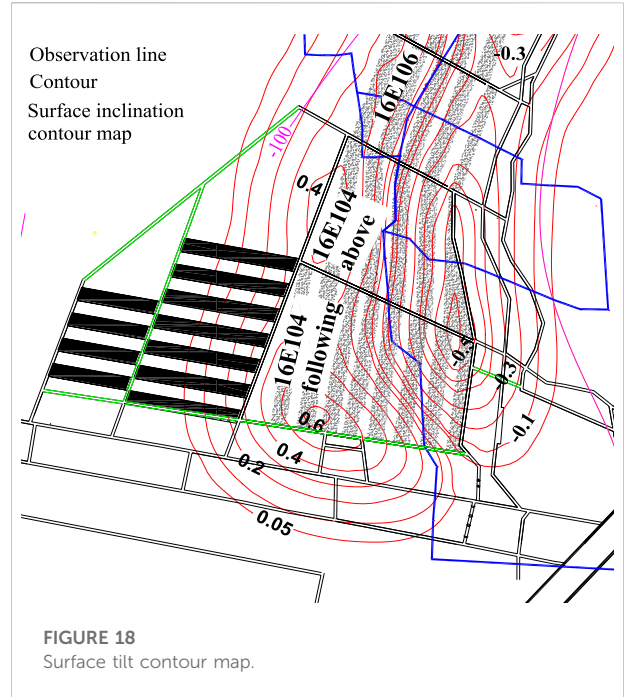 Observation line
Contour
Surface inclination
contour map
-0.3
16E106
-100
0.4
16E104
above
16E104
following
-0.5
0.3
-0.1
0.6
0.4
0.2
0.05
FIGURE 18
Surface tilt contour map.